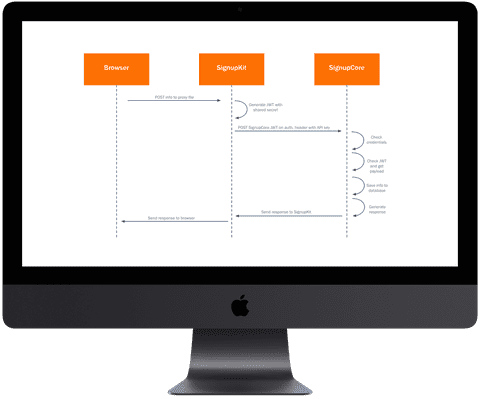 Browser
SignupKit
SignupCore
POST info to proxy file
Generate JWT with
shared secret
POST SignupCore JWT on auth. header with API key
Check
credentials
Check JWT
and get
payload
Save info to
database
Generate
response
Send response to SignupKit
Send response to browser